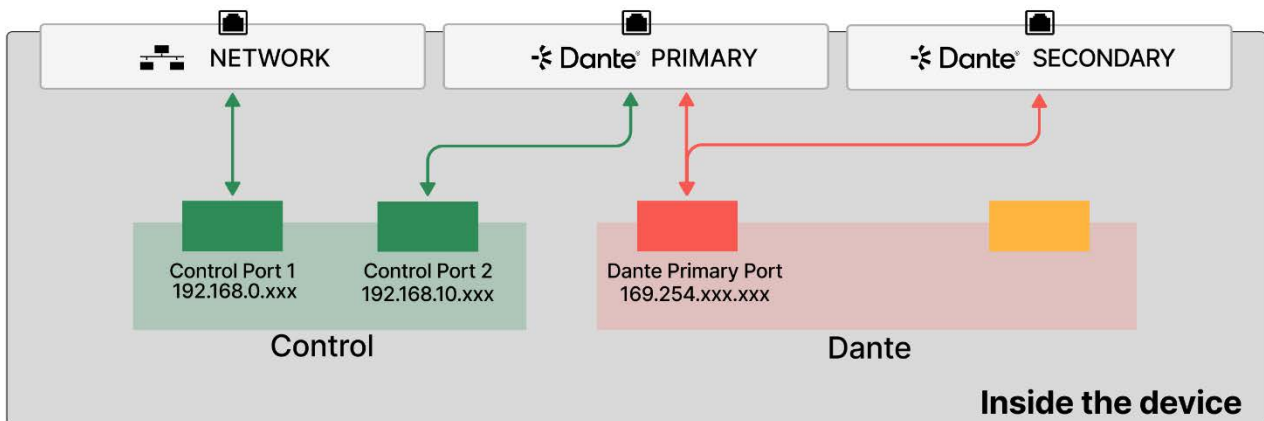 NETWORK
Dante® PRIMARY
Dante® SECONDARY
Control Port 1
192.168.0.xxx
Control Port 2
192.168.10.xxx
Dante Primary Port
169.254.xxx.xxx
Control
Dante
Inside the device